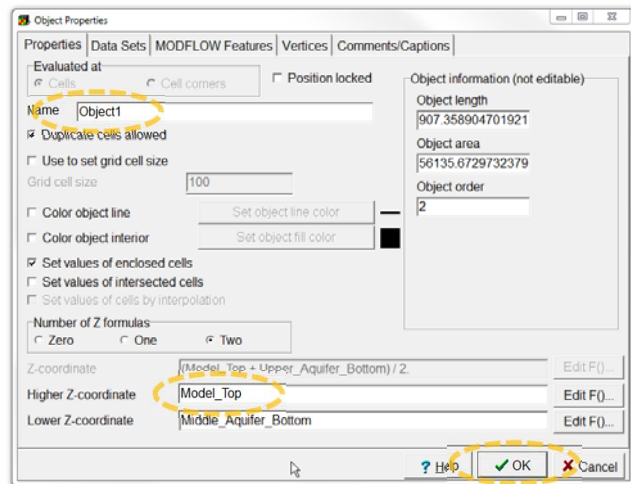 Object Properties
Properties Data Sets MODFLOW Features Vertices Comments/Captions
Evaluated at
Cells Cell corners
Position locked
Name Object1
Duplicate cells allowed
Use to set grid cell size
Grid cell size 100
Color object line Set object line color
Color object interior Set object fill color
Set values of enclosed cells
Set values of intersected cells
Set values of cells by interpolation
Number of Z formulas
Zero One Two
Z-coordinate (Model_Top + Upper_Aquifer_Bottom) / 2. Edit F()...
Higher Z-coordinate Model_Top Edit F()...
Lower Z-coordinate Middle_Aquifer_Bottom Edit F()...
Object information (not editable)
Object length
907.358904701921
Object area
56135.6729732379
Object order
2
? Help OK Cancel